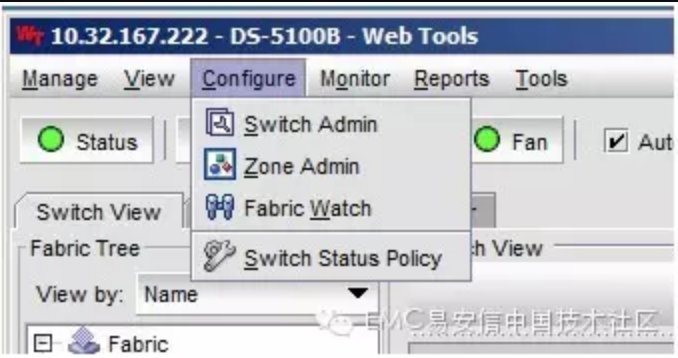 10.32.167.222 - DS-5100B - Web Tools
Manage View Configure Monitor Reports Tools
Switch Admin
Status
Fan
Aut
Zone Admin
Switch View
Fabric Watch
Fabric Tree
Switch Status Policy
ch View
View by: Name
EMC易安信中国技术社区
Fabric